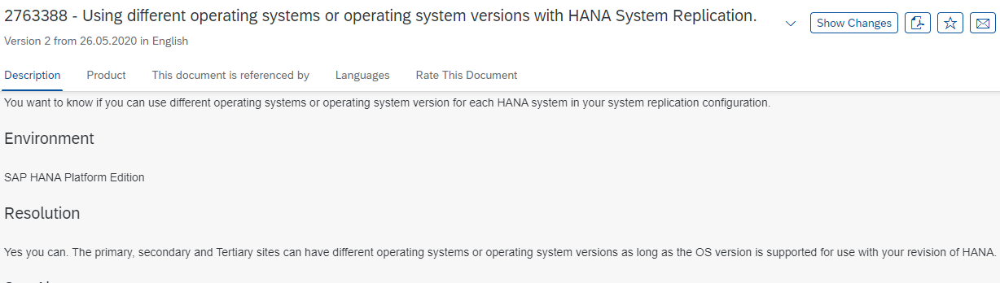 2763388 - Using different operating systems or operating system versions with HANA System Replication.
Show Changes
Version 2 from 26.05.2020 in English
Description Product This document is referenced by Languages Rate This Document
You want to know if you can use different operating systems or operating system version for each HANA system in your system replication configuration.
Environment
SAP HANA Platform Edition
Resolution
Yes you can. The primary, secondary and Tertiary sites can have different operating systems or operating system versions as long as the OS version is supported for use with your revision of HANA.